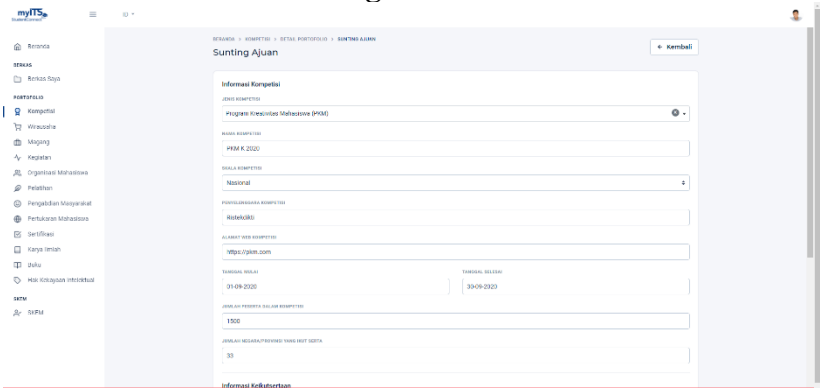 myITS
StudentConnect
ID
BERANDA > KOMPETISI > DETAIL PORTOFOLIO > SUNTING AJUAN
Sunting Ajuan
← Kembali
Beranda
BERKAS
Berkas Saya
PORTOFOLIO
Kompetisi
Wirausaha
Magang
Kegiatan
Organisasi Mahasiswa
Pelatihan
Pengabdian Masyarakat
Pertukaran Mahasiswa
Sertifikasi
Karya Ilmiah
Buku
Hak Kekayaan Intelektual
SKEM
SKEM
Informasi Kompetisi
JENIS KOMPETISI
Program Kreativitas Mahasiswa (PKM)
NAMA KOMPETISI
PKM K 2020
SKALA KOMPETISI
Nasional
PENYELENGGARA KOMPETISI
Ristekdikti
ALAMAT WEB KOMPETISI
https://pkm.com
TANGGAL MULAI
TANGGAL SELESAI
01-09-2020
30-09-2020
JUMLAH PESERTA DALAM KOMPETISI
1500
JUMLAH NEGARA/PROVINSI YANG IKUT SERTA
33
Informasi Keikutsertaan